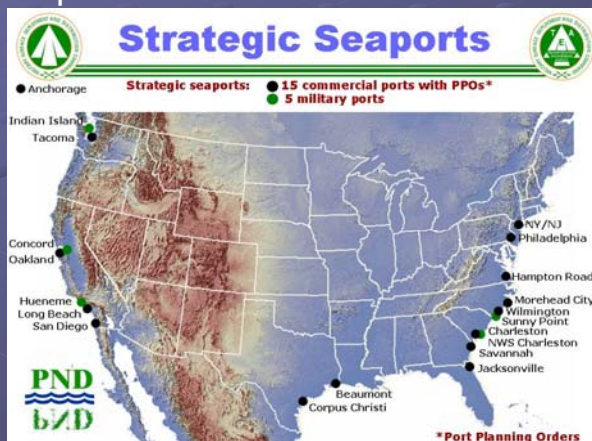 Strategic Seaports
Strategic seaports: 15 commercial ports with PPOs*
5 military ports
Anchorage
Indian Island
Tacoma
Concord
Oakland
Hueneme
Long Beach
San Diego
NY/NJ
Philadelphia
Hampton Road
Morehead City
Wilmington
Sunny Point
Charleston
NWS Charleston
Savannah
Jacksonville
Beaumont
Corpus Christi
PND
*Port Planning Orders